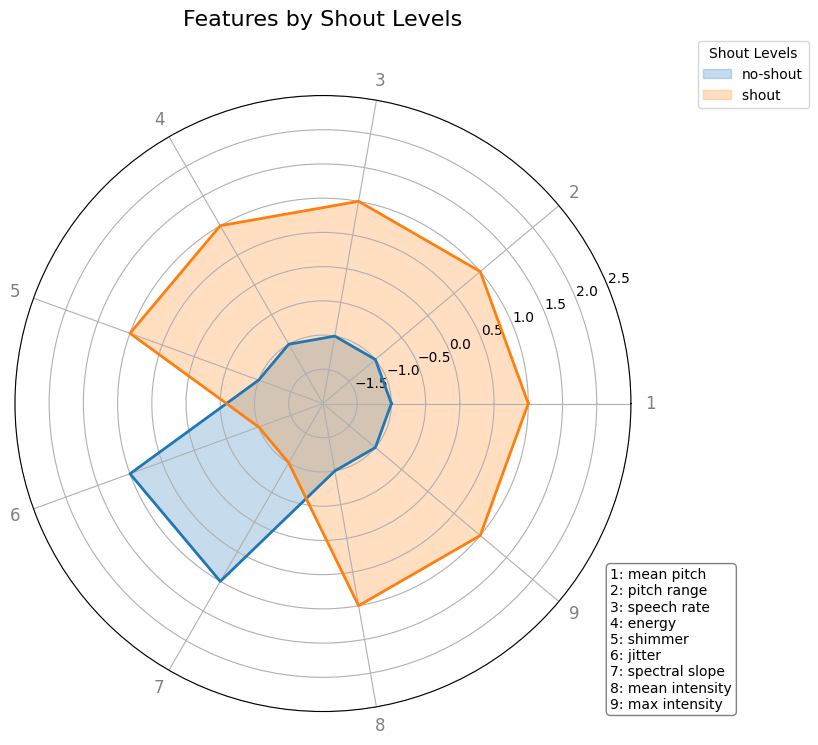 Features by Shout Levels
Shout Levels
no-shout
shout
1
2
3
4
5
6
7
8
9
−1.5
−1.0
−0.5
0.0
0.5
1.0
1.5
2.0
2.5
1: mean pitch
2: pitch range
3: speech rate
4: energy
5: shimmer
6: jitter
7: spectral slope
8: mean intensity
9: max intensity